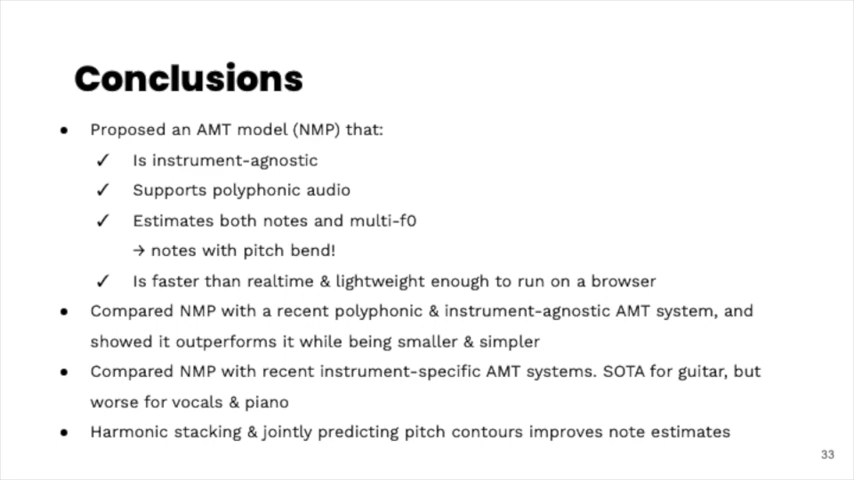 Conclusions
● Proposed an AMT model (NMP) that:
✓ Is instrument-agnostic
✓ Supports polyphonic audio
✓ Estimates both notes and multi-f0
→ notes with pitch bend!
✓ Is faster than realtime & lightweight enough to run on a browser
● Compared NMP with a recent polyphonic & instrument-agnostic AMT system, and
showed it outperforms it while being smaller & simpler
● Compared NMP with recent instrument-specific AMT systems. SOTA for guitar, but
worse for vocals & piano
● Harmonic stacking & jointly predicting pitch contours improves note estimates
33